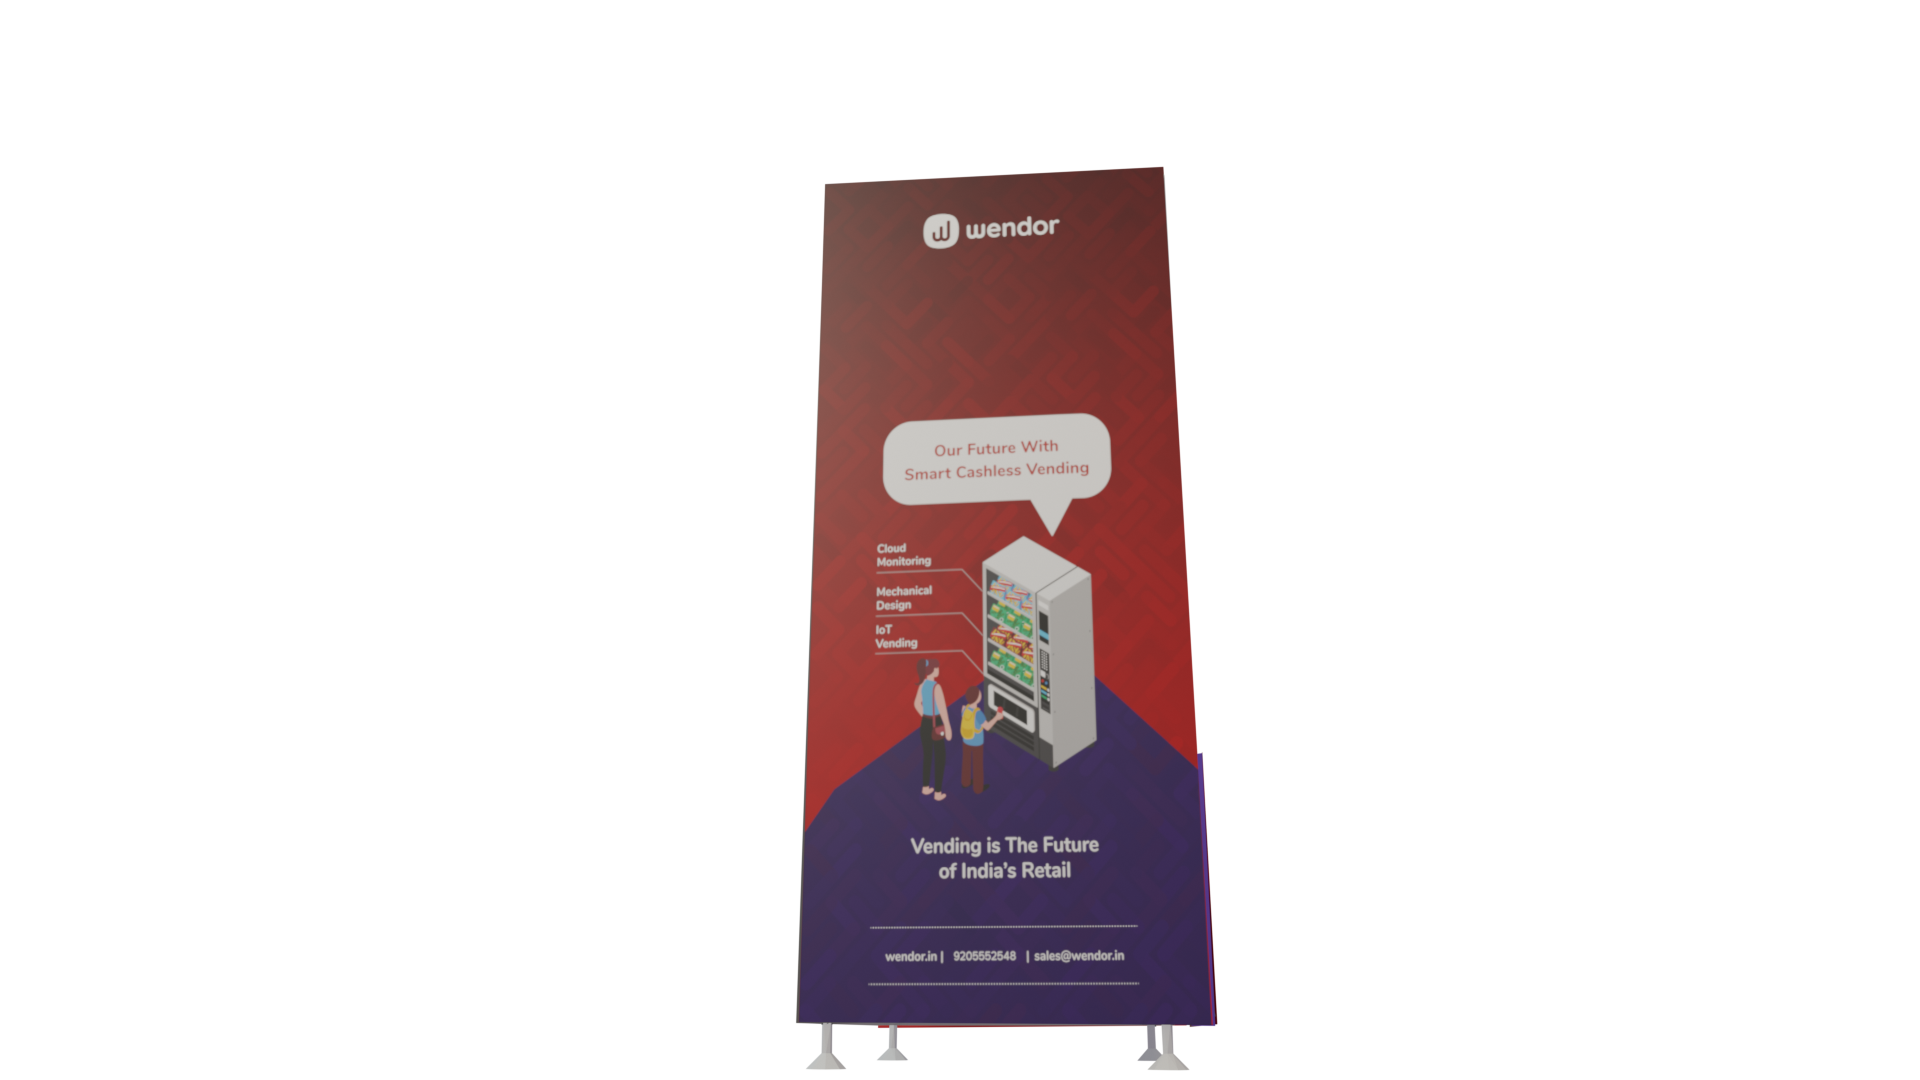 wendor
Our Future With
Smart Cashless Vending
Cloud
Monitoring
Mechanical
Design
IoT
Vending
Vending is The Future
of India's Retail
wendor.in | 9205552548 | sales@wendor.in